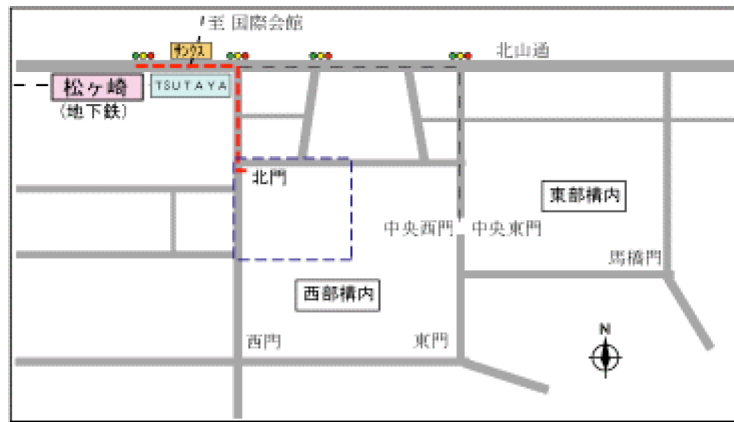 至 国際会館
サンクス
北山通
松ヶ崎
TSUTAYA
(地下鉄)
北門
東部構内
中央西門
中央東門
馬橋門
西部構内
N
西門
東門